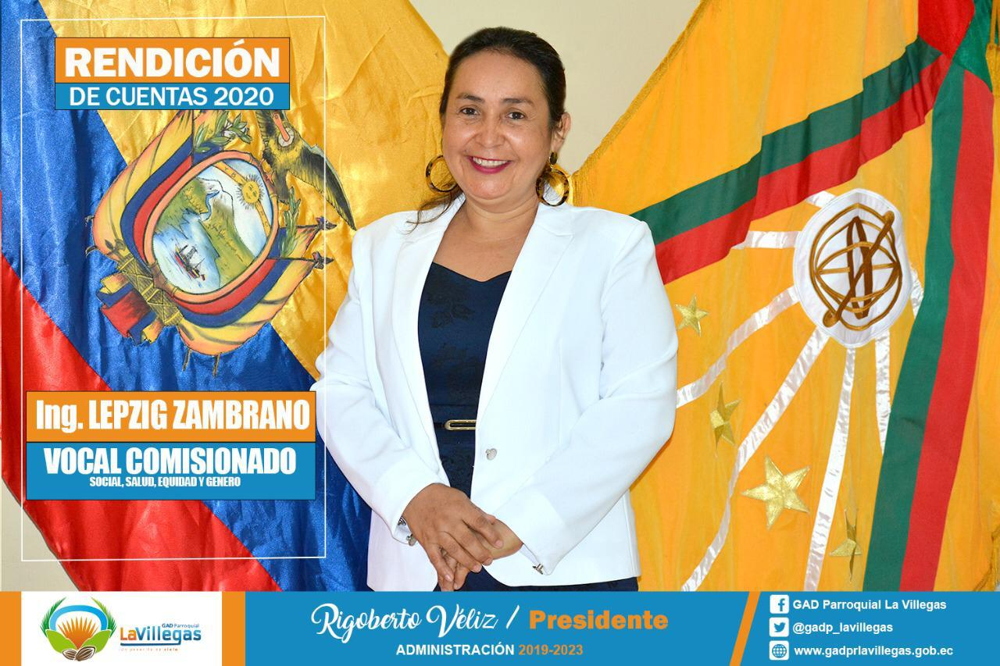 RENDICIÓN
DE CUENTAS 2020
Ing. LEPZIG ZAMBRANO
VOCAL COMISIONADO
SOCIAL, SALUD, EQUIDAD Y GENERO
GAD Parroquial
LaVillegas
Rigoberto Véliz / Presidente
ADMINISTRACIÓN 2019-2023
GAD Parroquial La Villegas
@gadp_lavillegas
www.gadprlavillegas.gob.ec